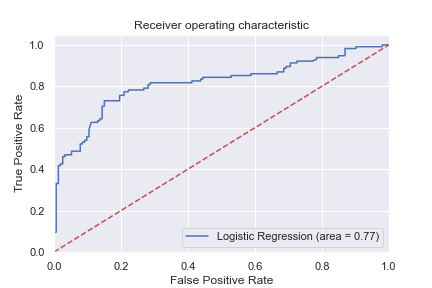 Receiver operating characteristic
True Positive Rate
1.0
0.8
0.6
0.4
0.2
0.0
Logistic Regression (area = 0.77)
0.0 0.2 0.4 0.6 0.8 1.0
False Positive Rate